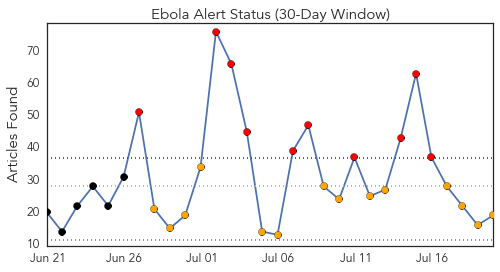 Ebola Alert Status (30-Day Window)
Articles Found
70
60
50
40
30
20
10
Jun 21 Jun 26 Jul 01 Jul 06 Jul 11 Jul 16